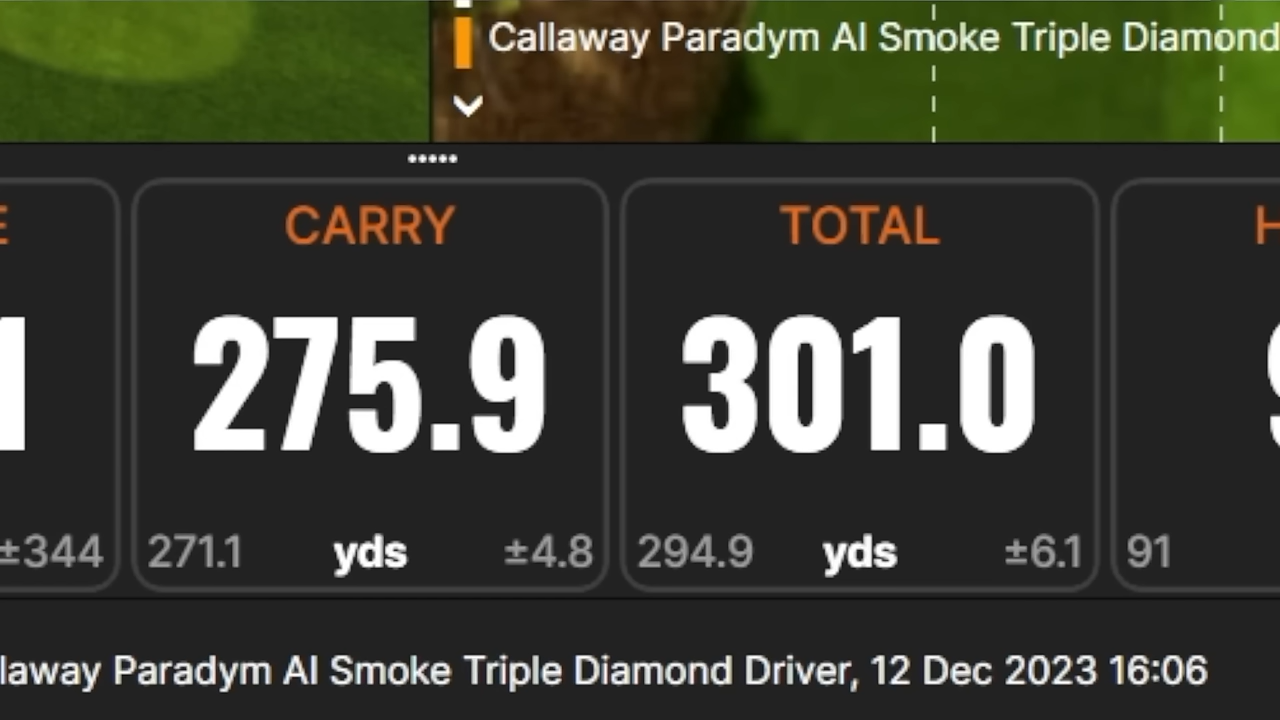 Callaway Paradym AI Smoke Triple Diamond
CARRY
TOTAL
275.9
301.0
±344
271.1 yds ±4.8
294.9 yds ±6.1
91
llaway Paradym AI Smoke Triple Diamond Driver, 12 Dec 2023 16:06